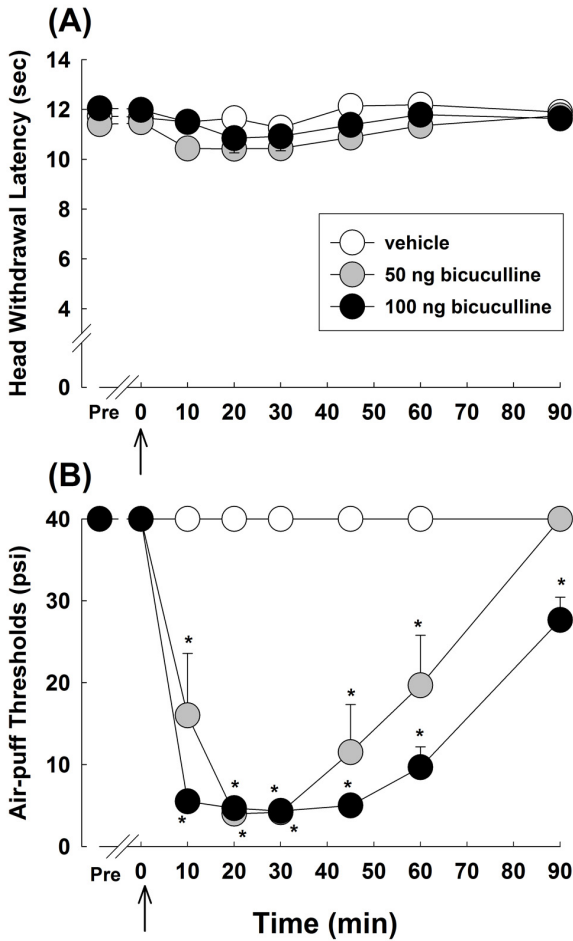 (A)
Head Withdrawal Latency (sec)
14
12
10
8
6
4
0
vehicle
50 ng bicuculline
100 ng bicuculline
Pre 0 10 20 30 40 50 60 70 80 90
(B)
Air-puff Thresholds (psi)
40
30
20
10
0
* * * * * * * * * * *
Pre 0 10 20 30 40 50 60 70 80 90
Time (min)